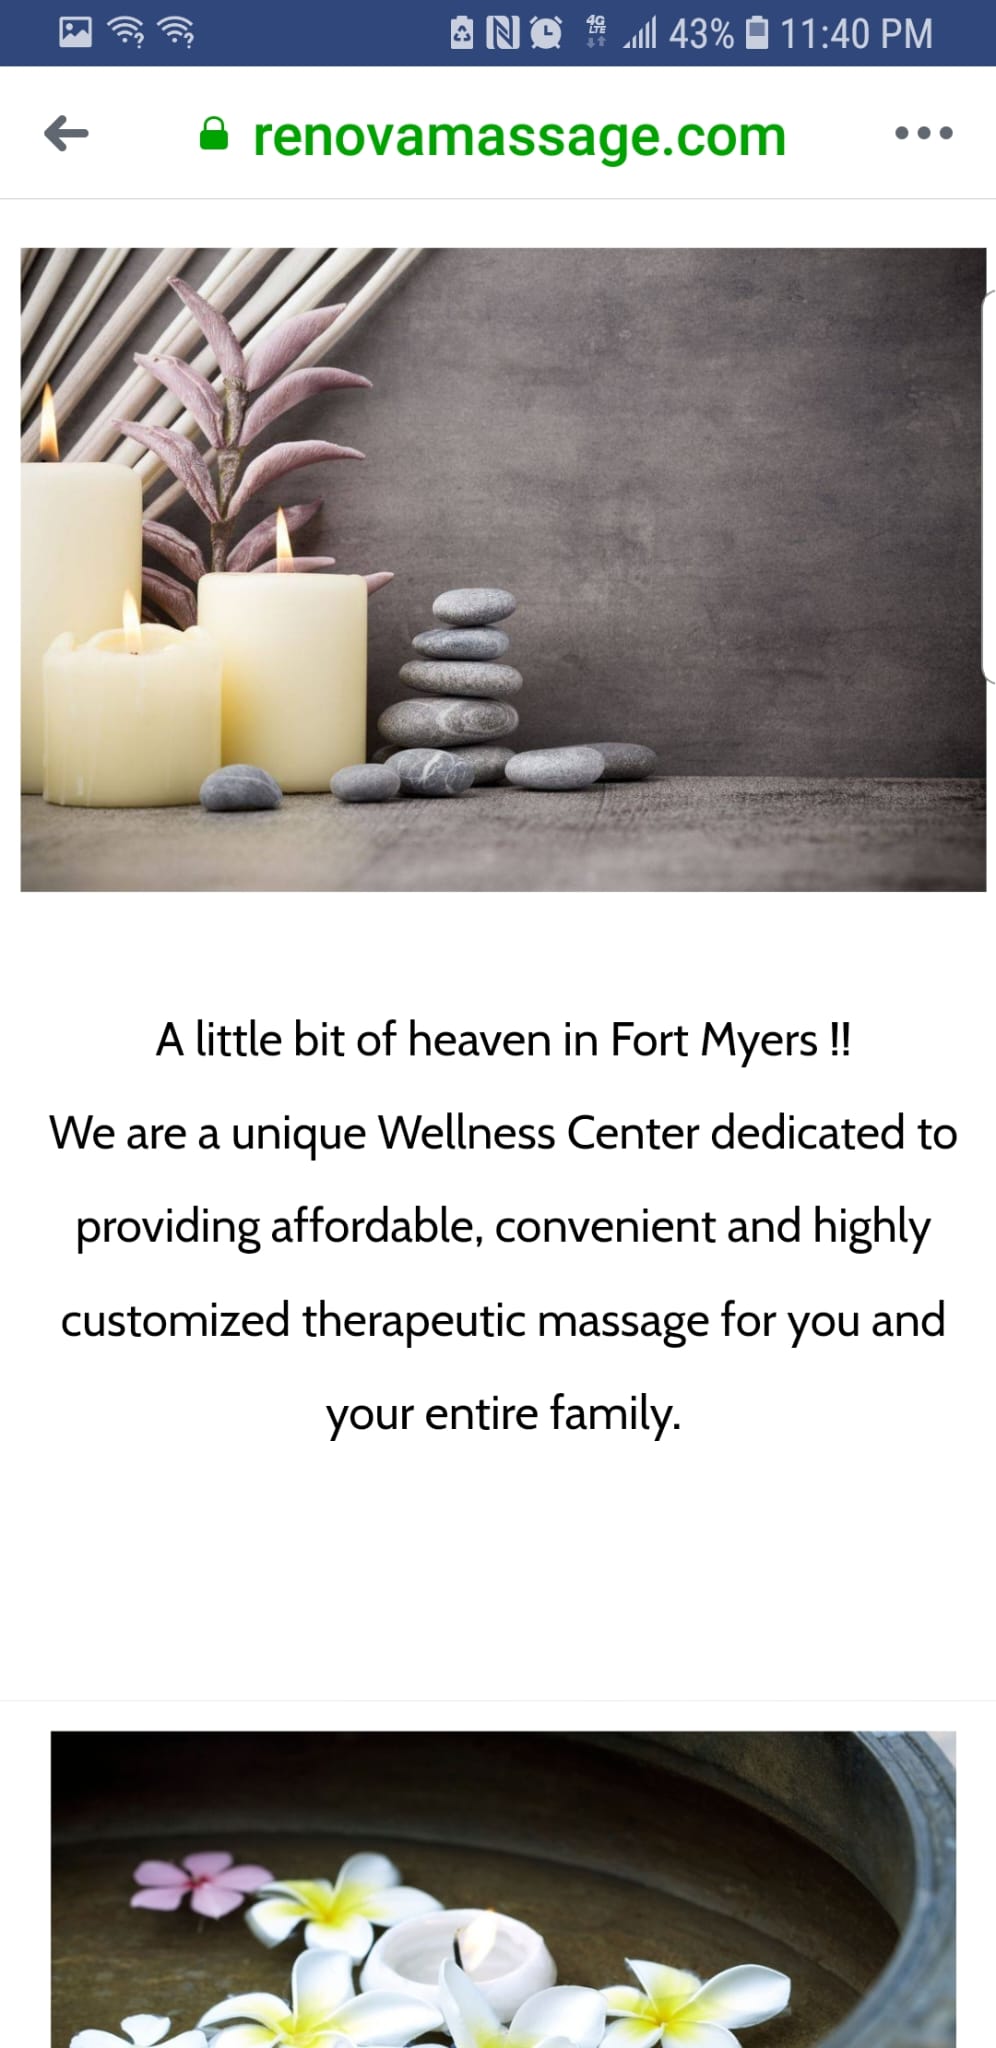 4G LTE 43% 11:40 PM
renovamassage.com
A little bit of heaven in Fort Myers !!
We are a unique Wellness Center dedicated to
providing affordable, convenient and highly
customized therapeutic massage for you and
your entire family.